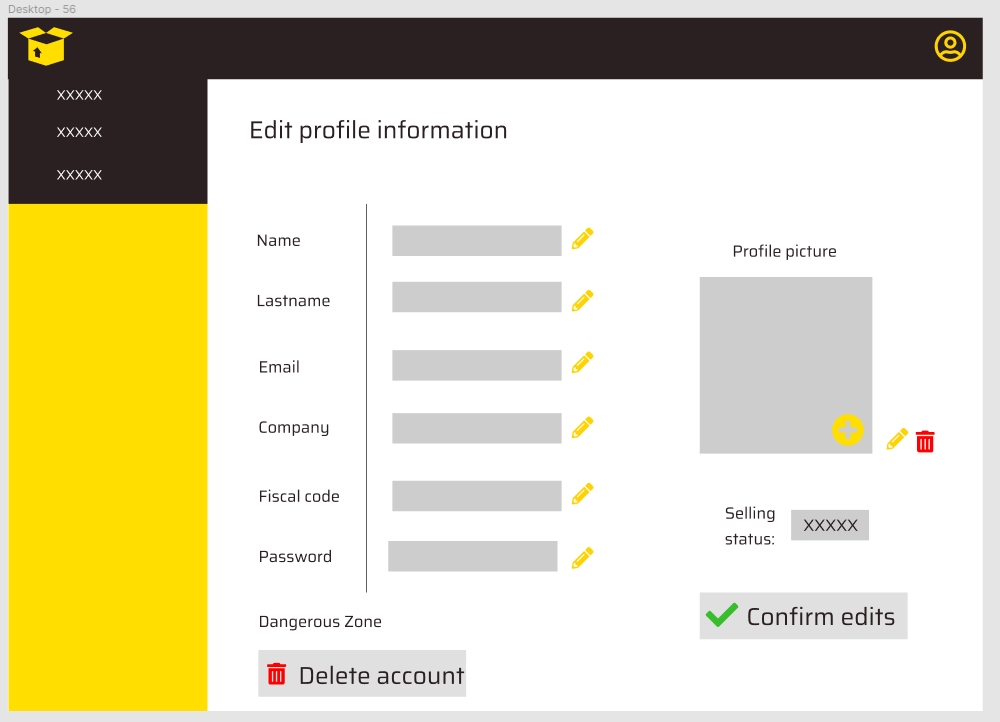 Desktop – 56
XXXXX
XXXXX
XXXXX
Edit profile information
Name
Lastname
Email
Company
Fiscal code
Password
Dangerous Zone
Delete account
Profile picture
Selling
status:
XXXXX
Confirm edits